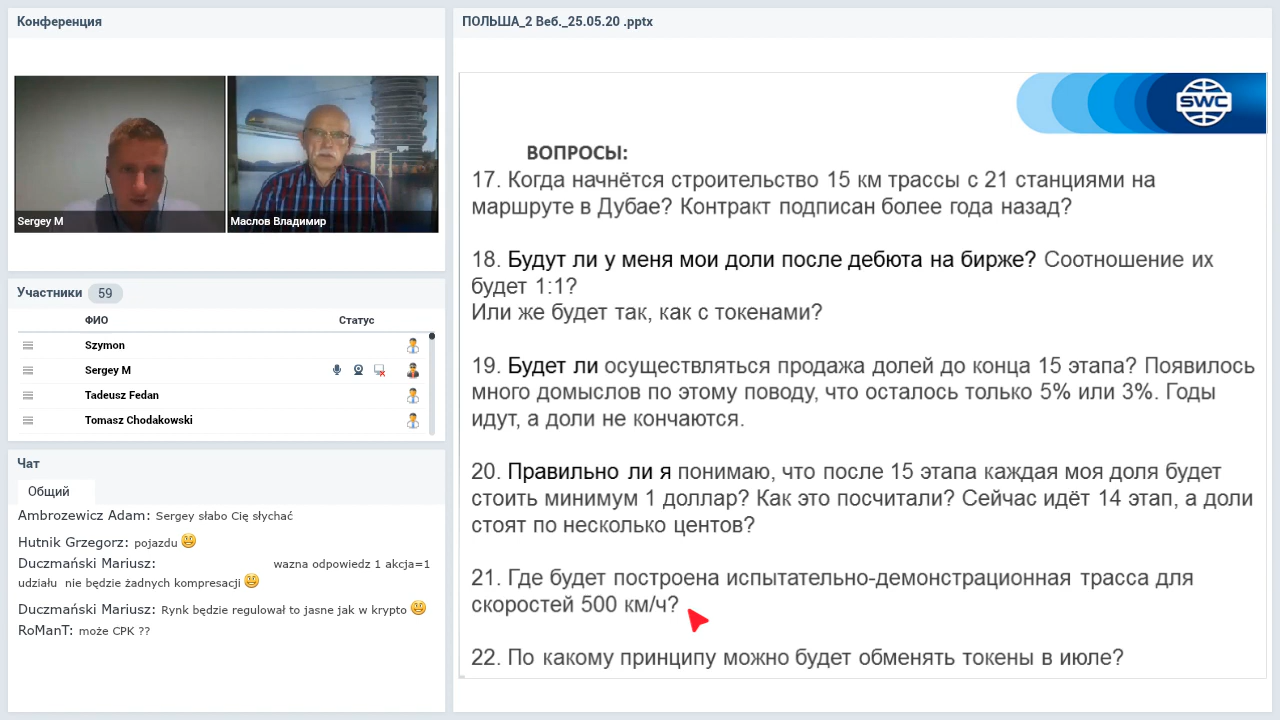 Конференция
Sergey M
Маслов Владимир
Участники 59
ФИО Статус
Szymon
Sergey M
Tadeusz Fedan
Tomasz Chodakowski
Чат
Общий
Ambrozewicz Adam: Sergey słabo Cię słychać
Hutnik Grzegorz: pojazdu
Duczmański Mariusz: wazna odpowiedz 1 akcja=1
udziału nie będzie żadnych kompresacji
Duczmański Mariusz: Rynk będzie regulował to jasne jak w krypto
RoManT: może CPK ??
ПОЛЬША_2 Веб._25.05.20 .pptx
SWC
ВОПРОСЫ:
17. Когда начнётся строительство 15 км трассы с 21 станциями на
маршруте в Дубае? Контракт подписан более года назад?
18. Будут ли у меня мои доли после дебюта на бирже? Соотношение их
будет 1:1?
Или же будет так, как с токенами?
19. Будет ли осуществляться продажа долей до конца 15 этапа? Появилось
много домыслов по этому поводу, что осталось только 5% или 3%. Годы
идут, а доли не кончаются.
20. Правильно ли я понимаю, что после 15 этапа каждая моя доля будет
стоить минимум 1 доллар? Как это посчитали? Сейчас идёт 14 этап, а доли
стоят по несколько центов?
21. Где будет построена испытательно-демонстрационная трасса для
скоростей 500 км/ч?
22. По какому принципу можно будет обменять токены в июле?